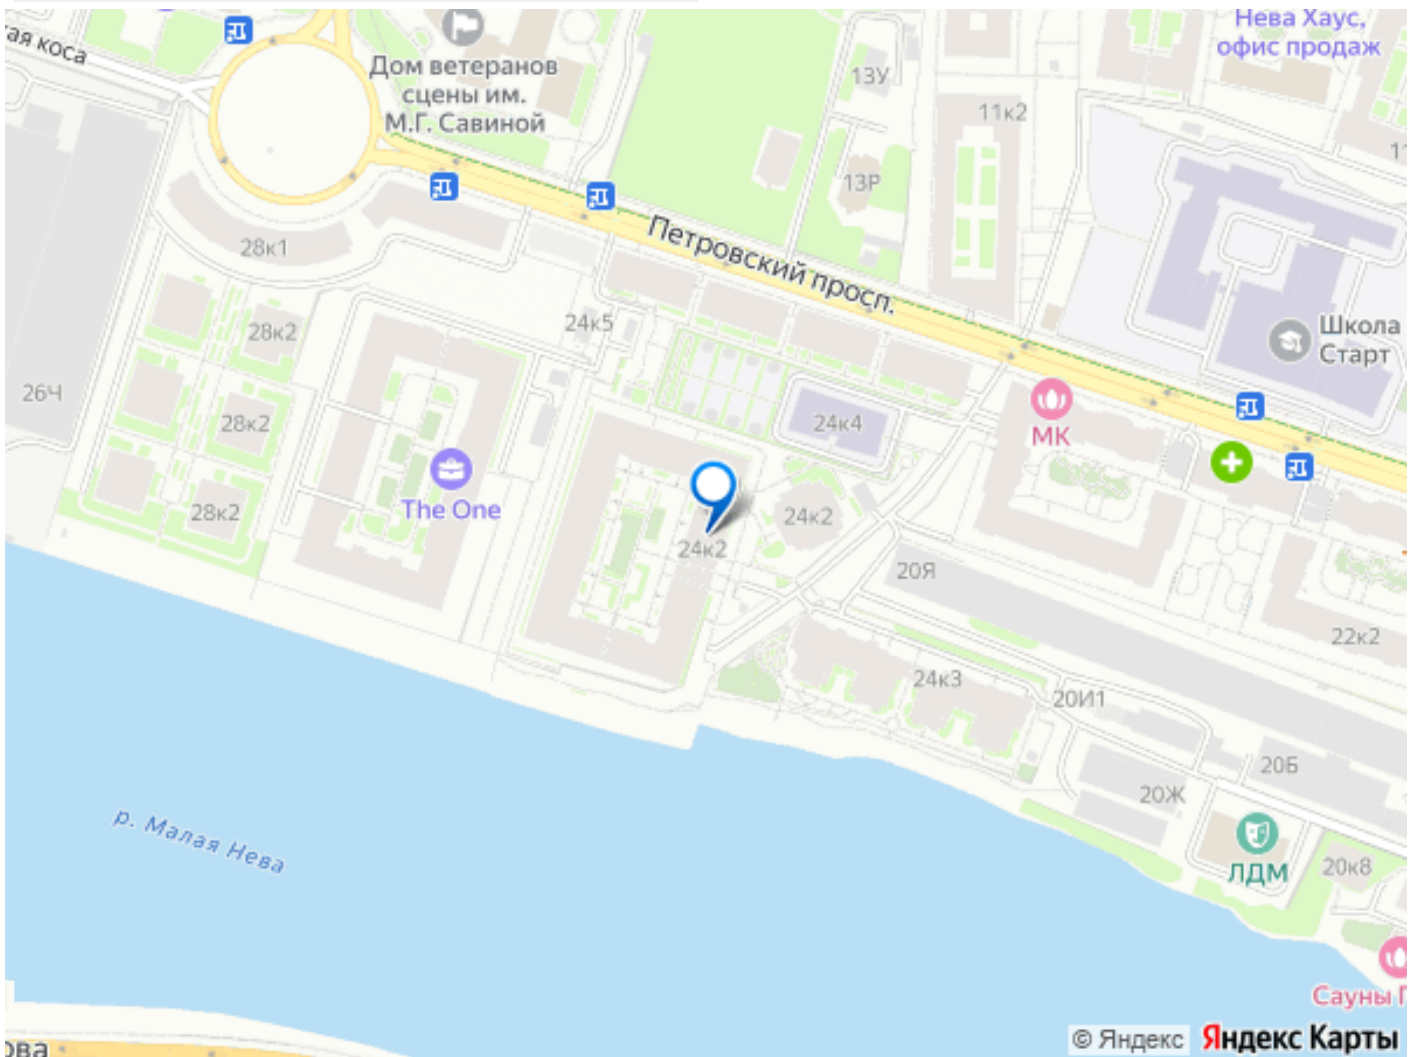 Нева Хаус,
офис продаж
ая коса
Дом ветеранов
сцены им.
М.Г. Савиной
13У
11к2
11
13Р
Петровский просп.
28к1
24к5
28к2
Школа
Старт
26Ч
28к2
24к4
МК
28к2
The One
24к2
24к2
20Я
22к2
24к3
20И1
20Б
20Ж
р. Малая Нева
ЛДМ
20к8
Сауны Г
ова
© Яндекс Яндекс Карты